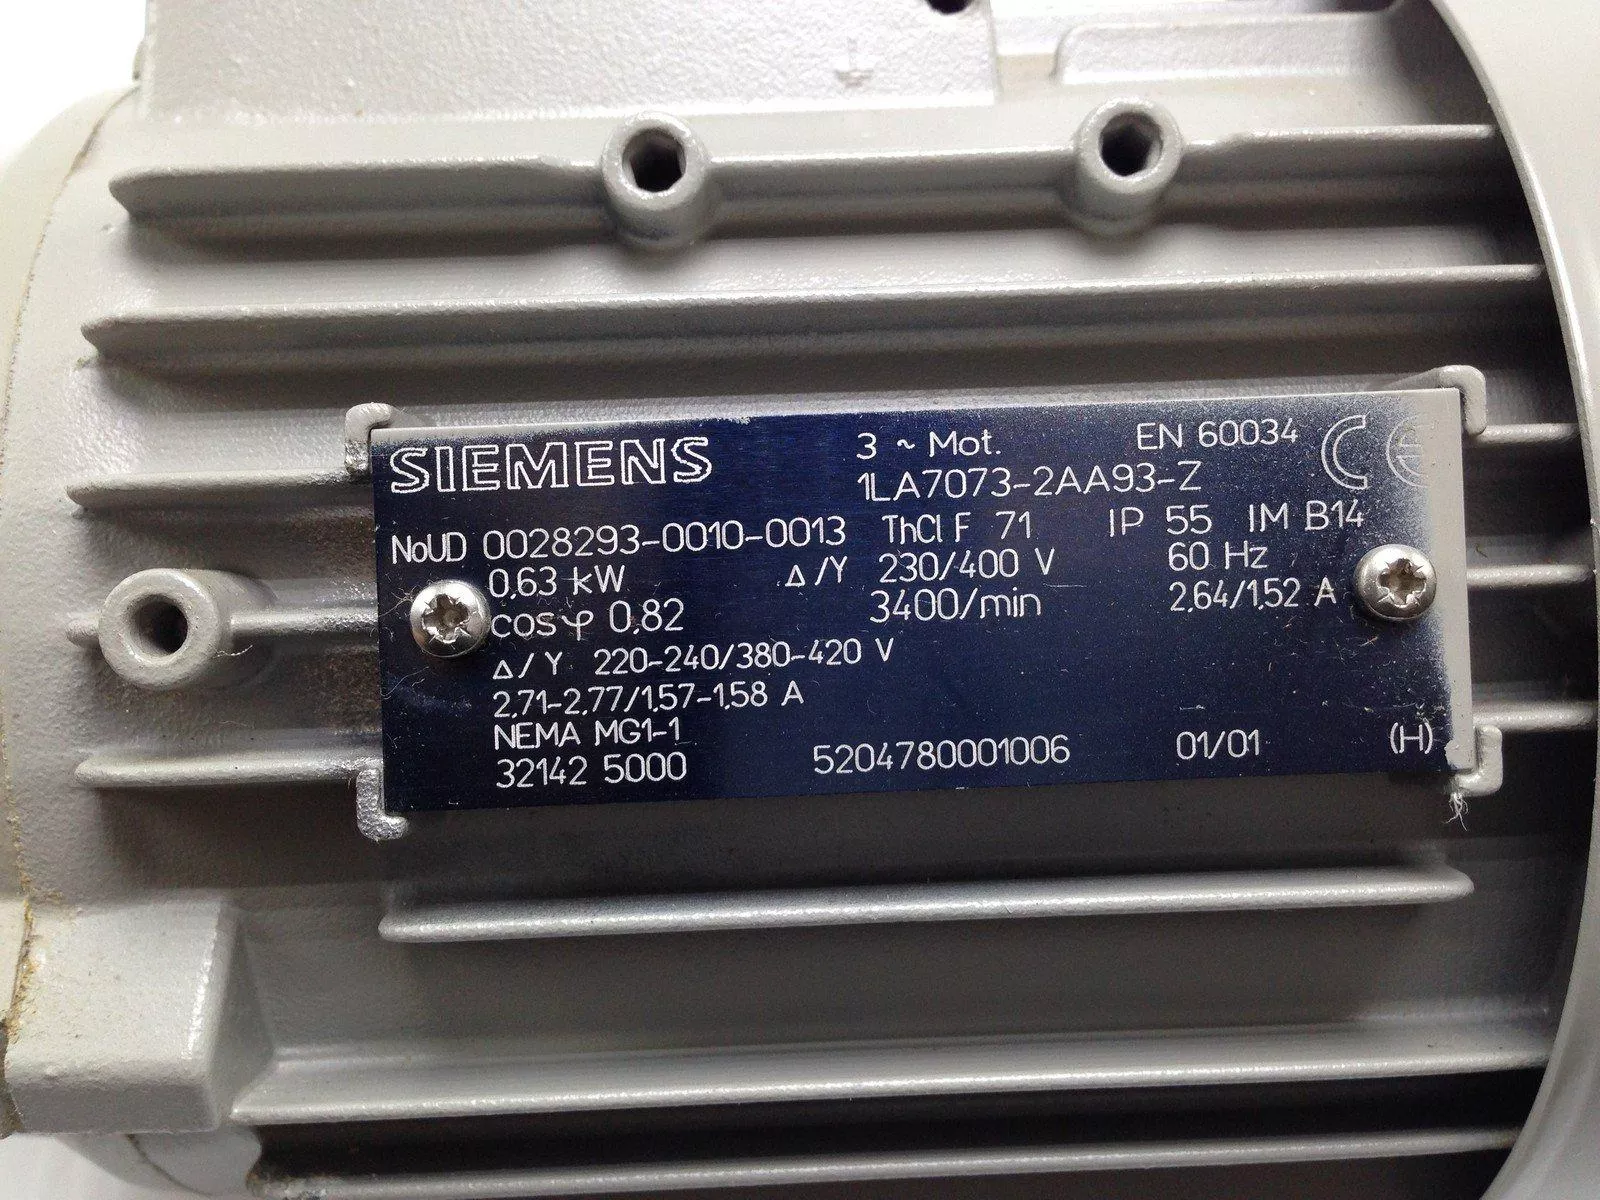 SIEMENS 3 ~ Mot. EN 60034 CE
1LA7073-2AA93-Z
NoUD 0028293-0010-0013 ThCl F 71 IP 55 IM B14
0,63 kW Δ/Y 230/400 V 60 Hz
cosφ 0,82 3400/min 2,64/1,52 A
Δ/Y 220-240/380-420 V
2,71-2,77/1,57-1,58 A
NEMA MG1-1
32142 5000 5204780001006 01/01 (H)